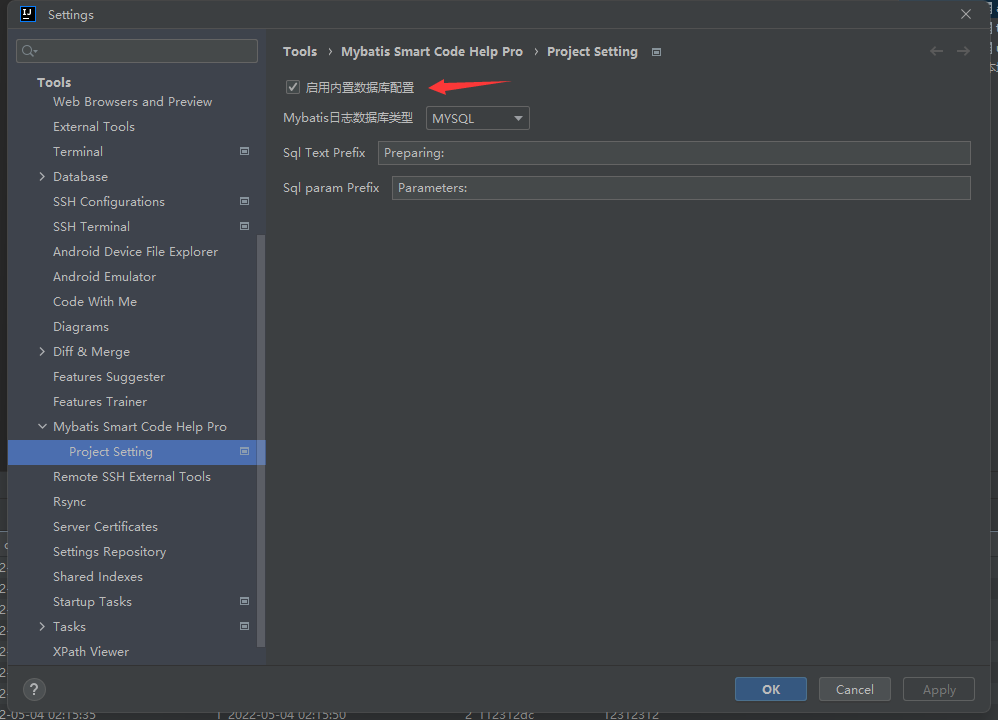 Settings
Tools › Mybatis Smart Code Help Pro › Project Setting
Tools
Web Browsers and Preview
External Tools
Terminal
Database
SSH Configurations
SSH Terminal
Android Device File Explorer
Android Emulator
Code With Me
Diagrams
Diff & Merge
Features Suggester
Features Trainer
Mybatis Smart Code Help Pro
Project Setting
Remote SSH External Tools
Rsync
Server Certificates
Settings Repository
Shared Indexes
Startup Tasks
Tasks
XPath Viewer
启用内置数据库配置
Mybatis日志数据库类型 MYSQL
Sql Text Prefix Preparing:
Sql param Prefix Parameters:
? OK Cancel Apply
2-05-04 02:15:35 1 2022-05-04 02:15:50 2 112312dc 12312312